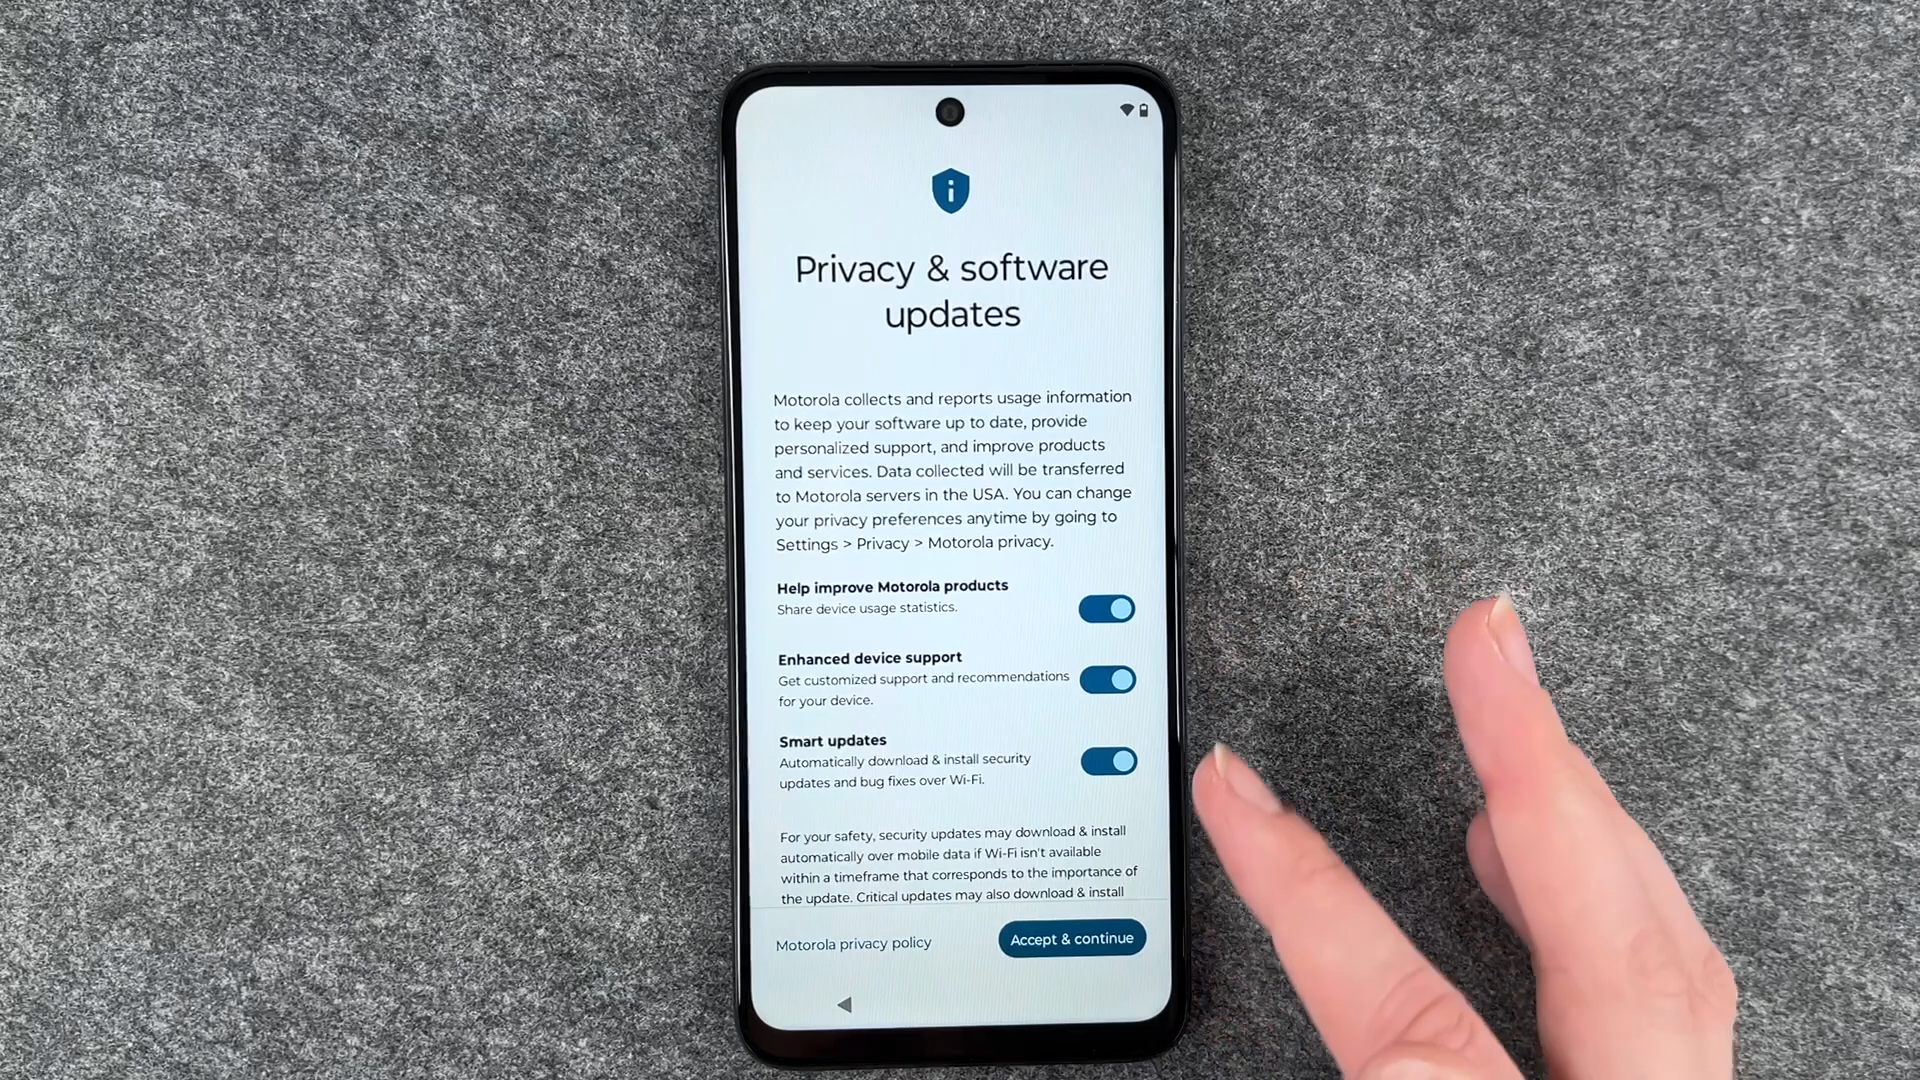 Privacy & software
updates
Motorola collects and reports usage information
to keep your software up to date, provide
personalized support, and improve products
and services. Data collected will be transferred
to Motorola servers in the USA. You can change
your privacy preferences anytime by going to
Settings > Privacy > Motorola privacy.
Help improve Motorola products
Share device usage statistics.
Enhanced device support
Get customized support and recommendations
for your device.
Smart updates
Automatically download & install security
updates and bug fixes over Wi-Fi.
For your safety, security updates may download & install
automatically over mobile data if Wi-Fi isn't available
within a timeframe that corresponds to the importance of
the update. Critical updates may also download & install
Motorola privacy policy
Accept & continue